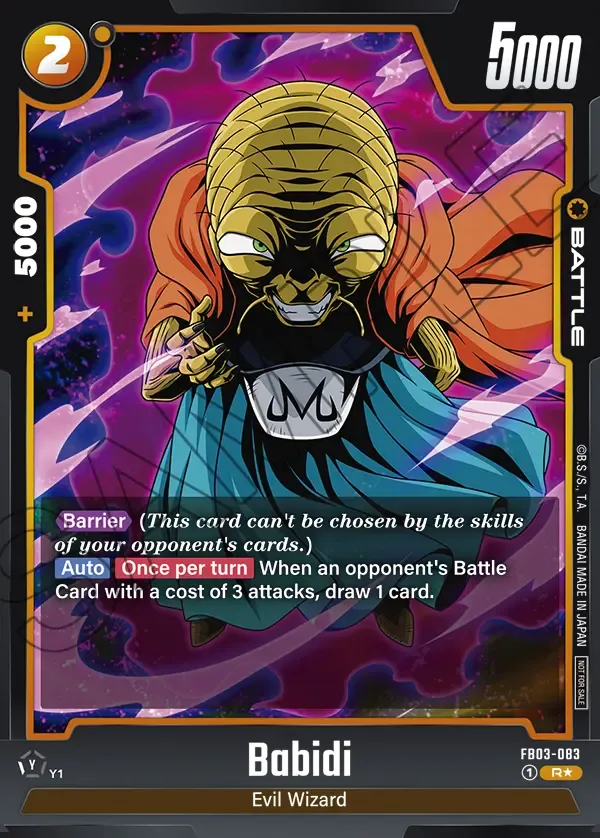 2
5000
+ 5000
BATTLE
SAMPLE
M
Barrier (This card can't be chosen by the skills
of your opponent's cards.)
Auto Once per turn When an opponent's Battle
Card with a cost of 3 attacks, draw 1 card.
©B.S./S., T.A. BANDAI MADE IN JAPAN
NOT FOR SALE
Babidi
FB03-083
Y Y1
1 R★
Evil Wizard